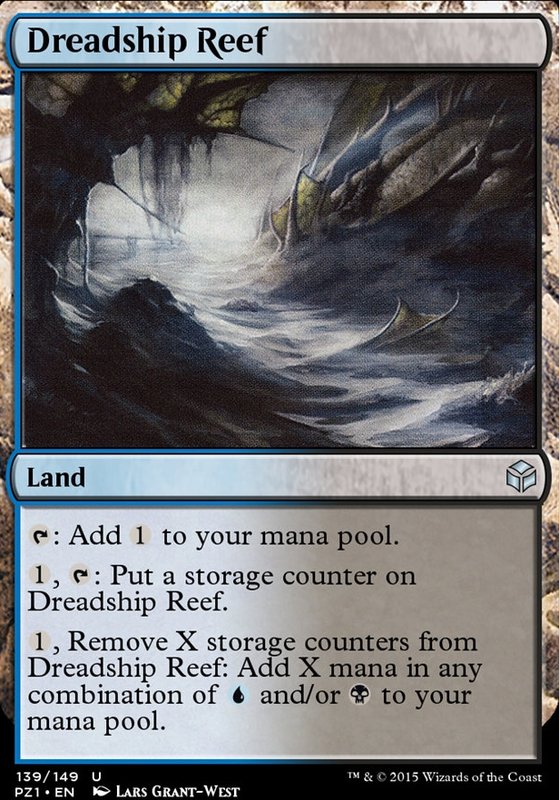 Dreadship Reef
Land
: Add 1 to your mana pool.
1, : Put a storage counter on
Dreadship Reef.
1, Remove X storage counters from
Dreadship Reef: Add X mana in any
combination of and/or to your
mana pool.
139/149 U
PZ1 • EN Lars Grant-West
™ & © 2015 Wizards of the Coast